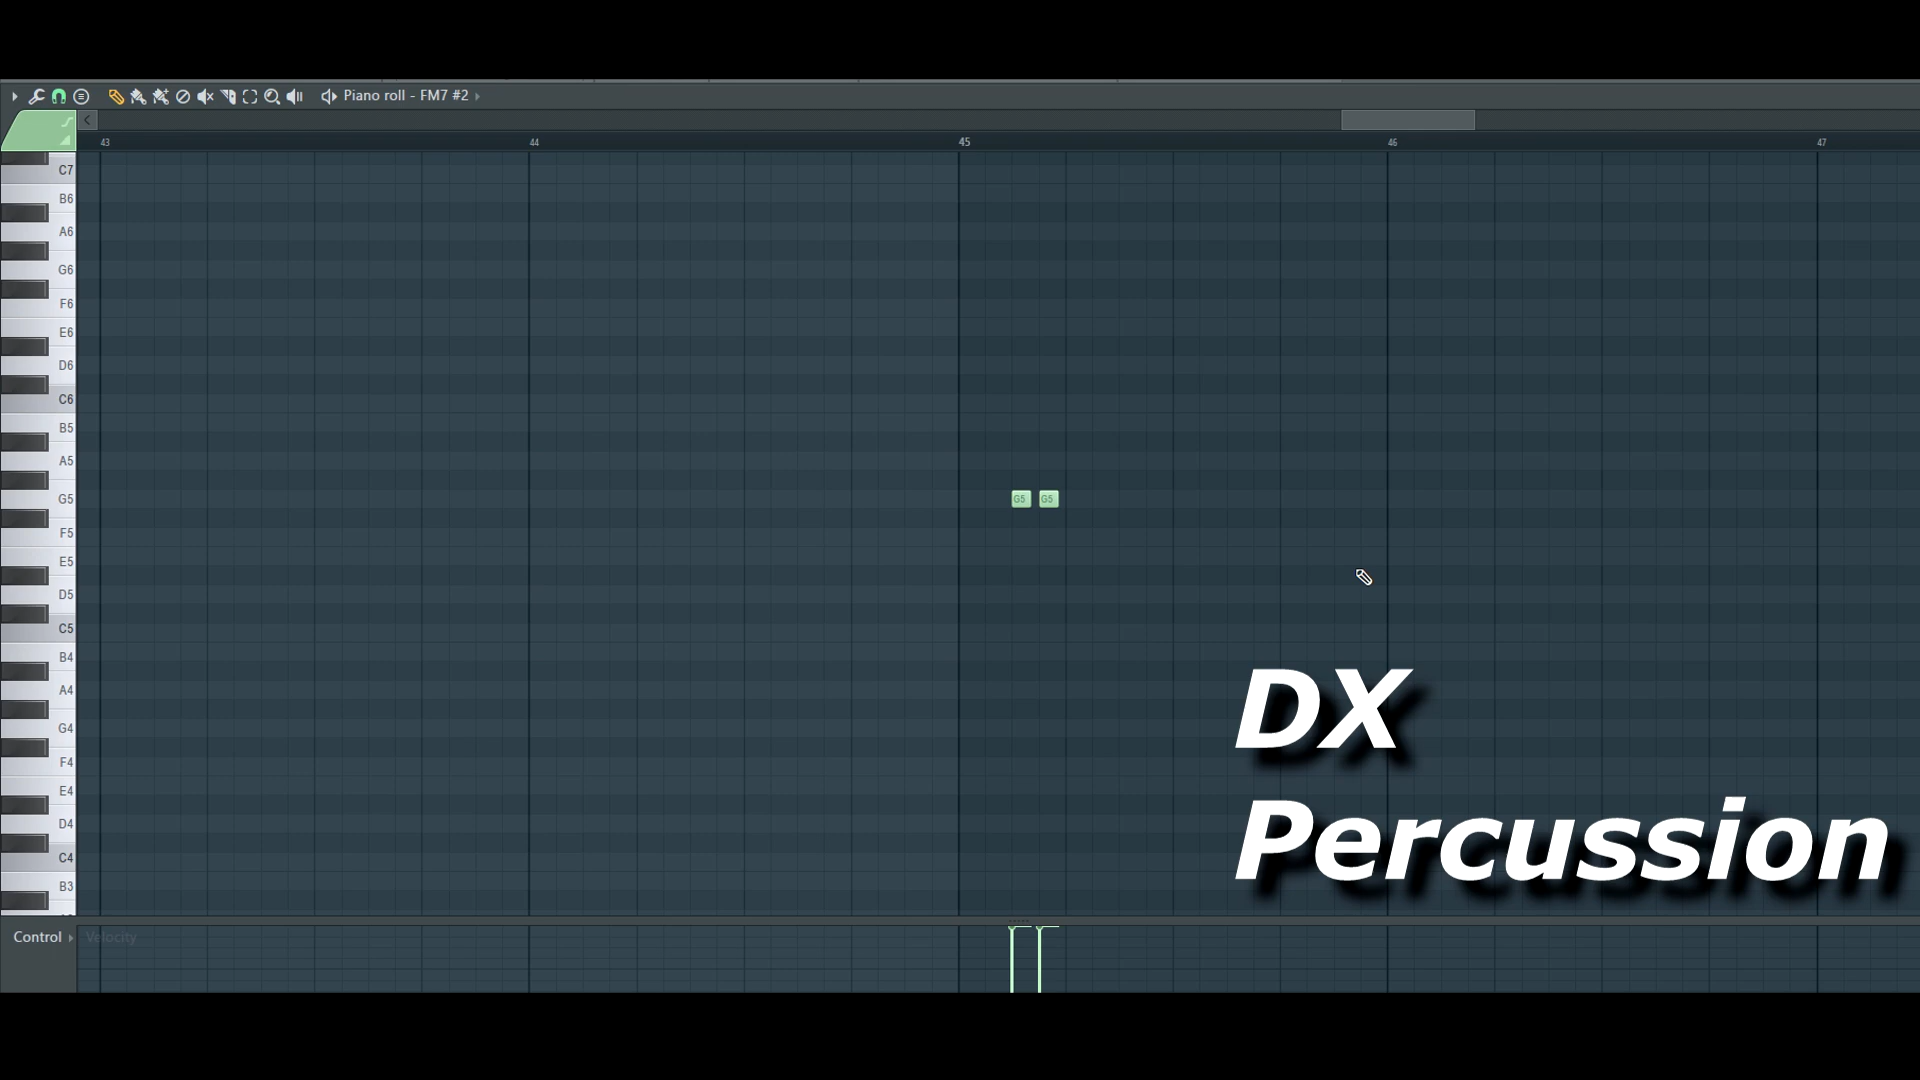 Piano roll - FM7 #2
43 44 45 46 47
C7
B6
A6
G6
F6
E6
D6
C6
B5
A5
G5 G5 G5
F5
E5
D5
C5
B4
A4
G4
F4
E4
D4
C4
B3
DX
Percussion
Control Velocity